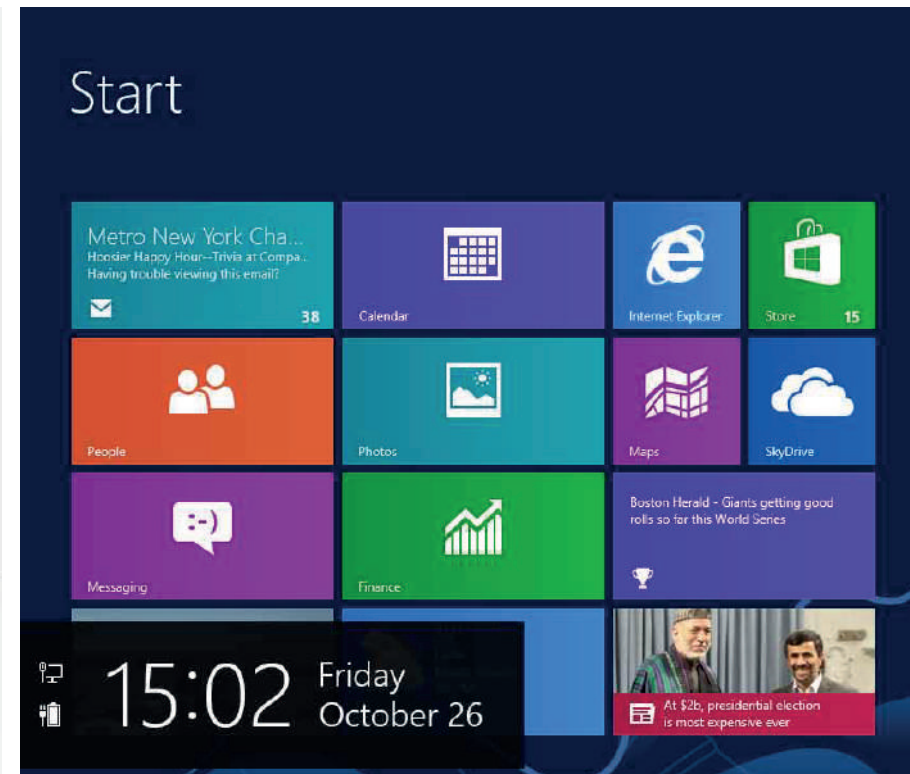 Start
Metro New York Cha...
Hoosier Happy Hour--Trivia at Compa..
Having trouble viewing this email?
38
Calendar
Internet Explorer
Store
15
People
Photos
Maps
SkyDrive
Messaging
Finance
Boston Herald - Giants getting good
rolls so far this World Series
At $2b, presidential election
is most expensive ever
15:02
Friday
October 26